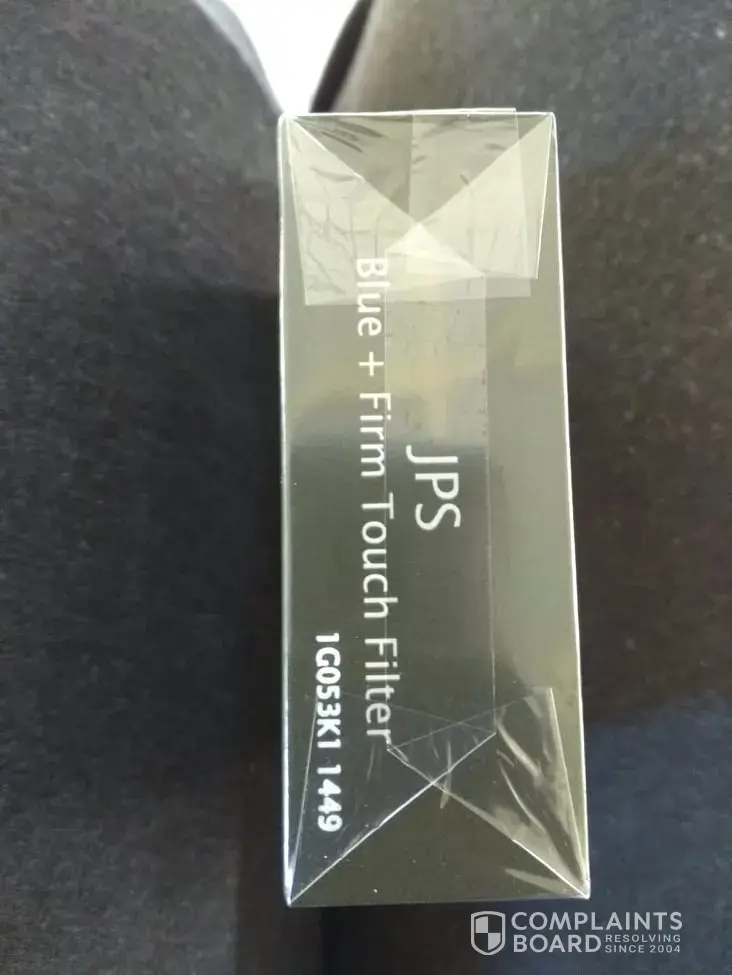 JPS
Blue + Firm Touch Filter
1G053K1 1449
COMPLAINTS
BOARD RESOLVING
SINCE 2004